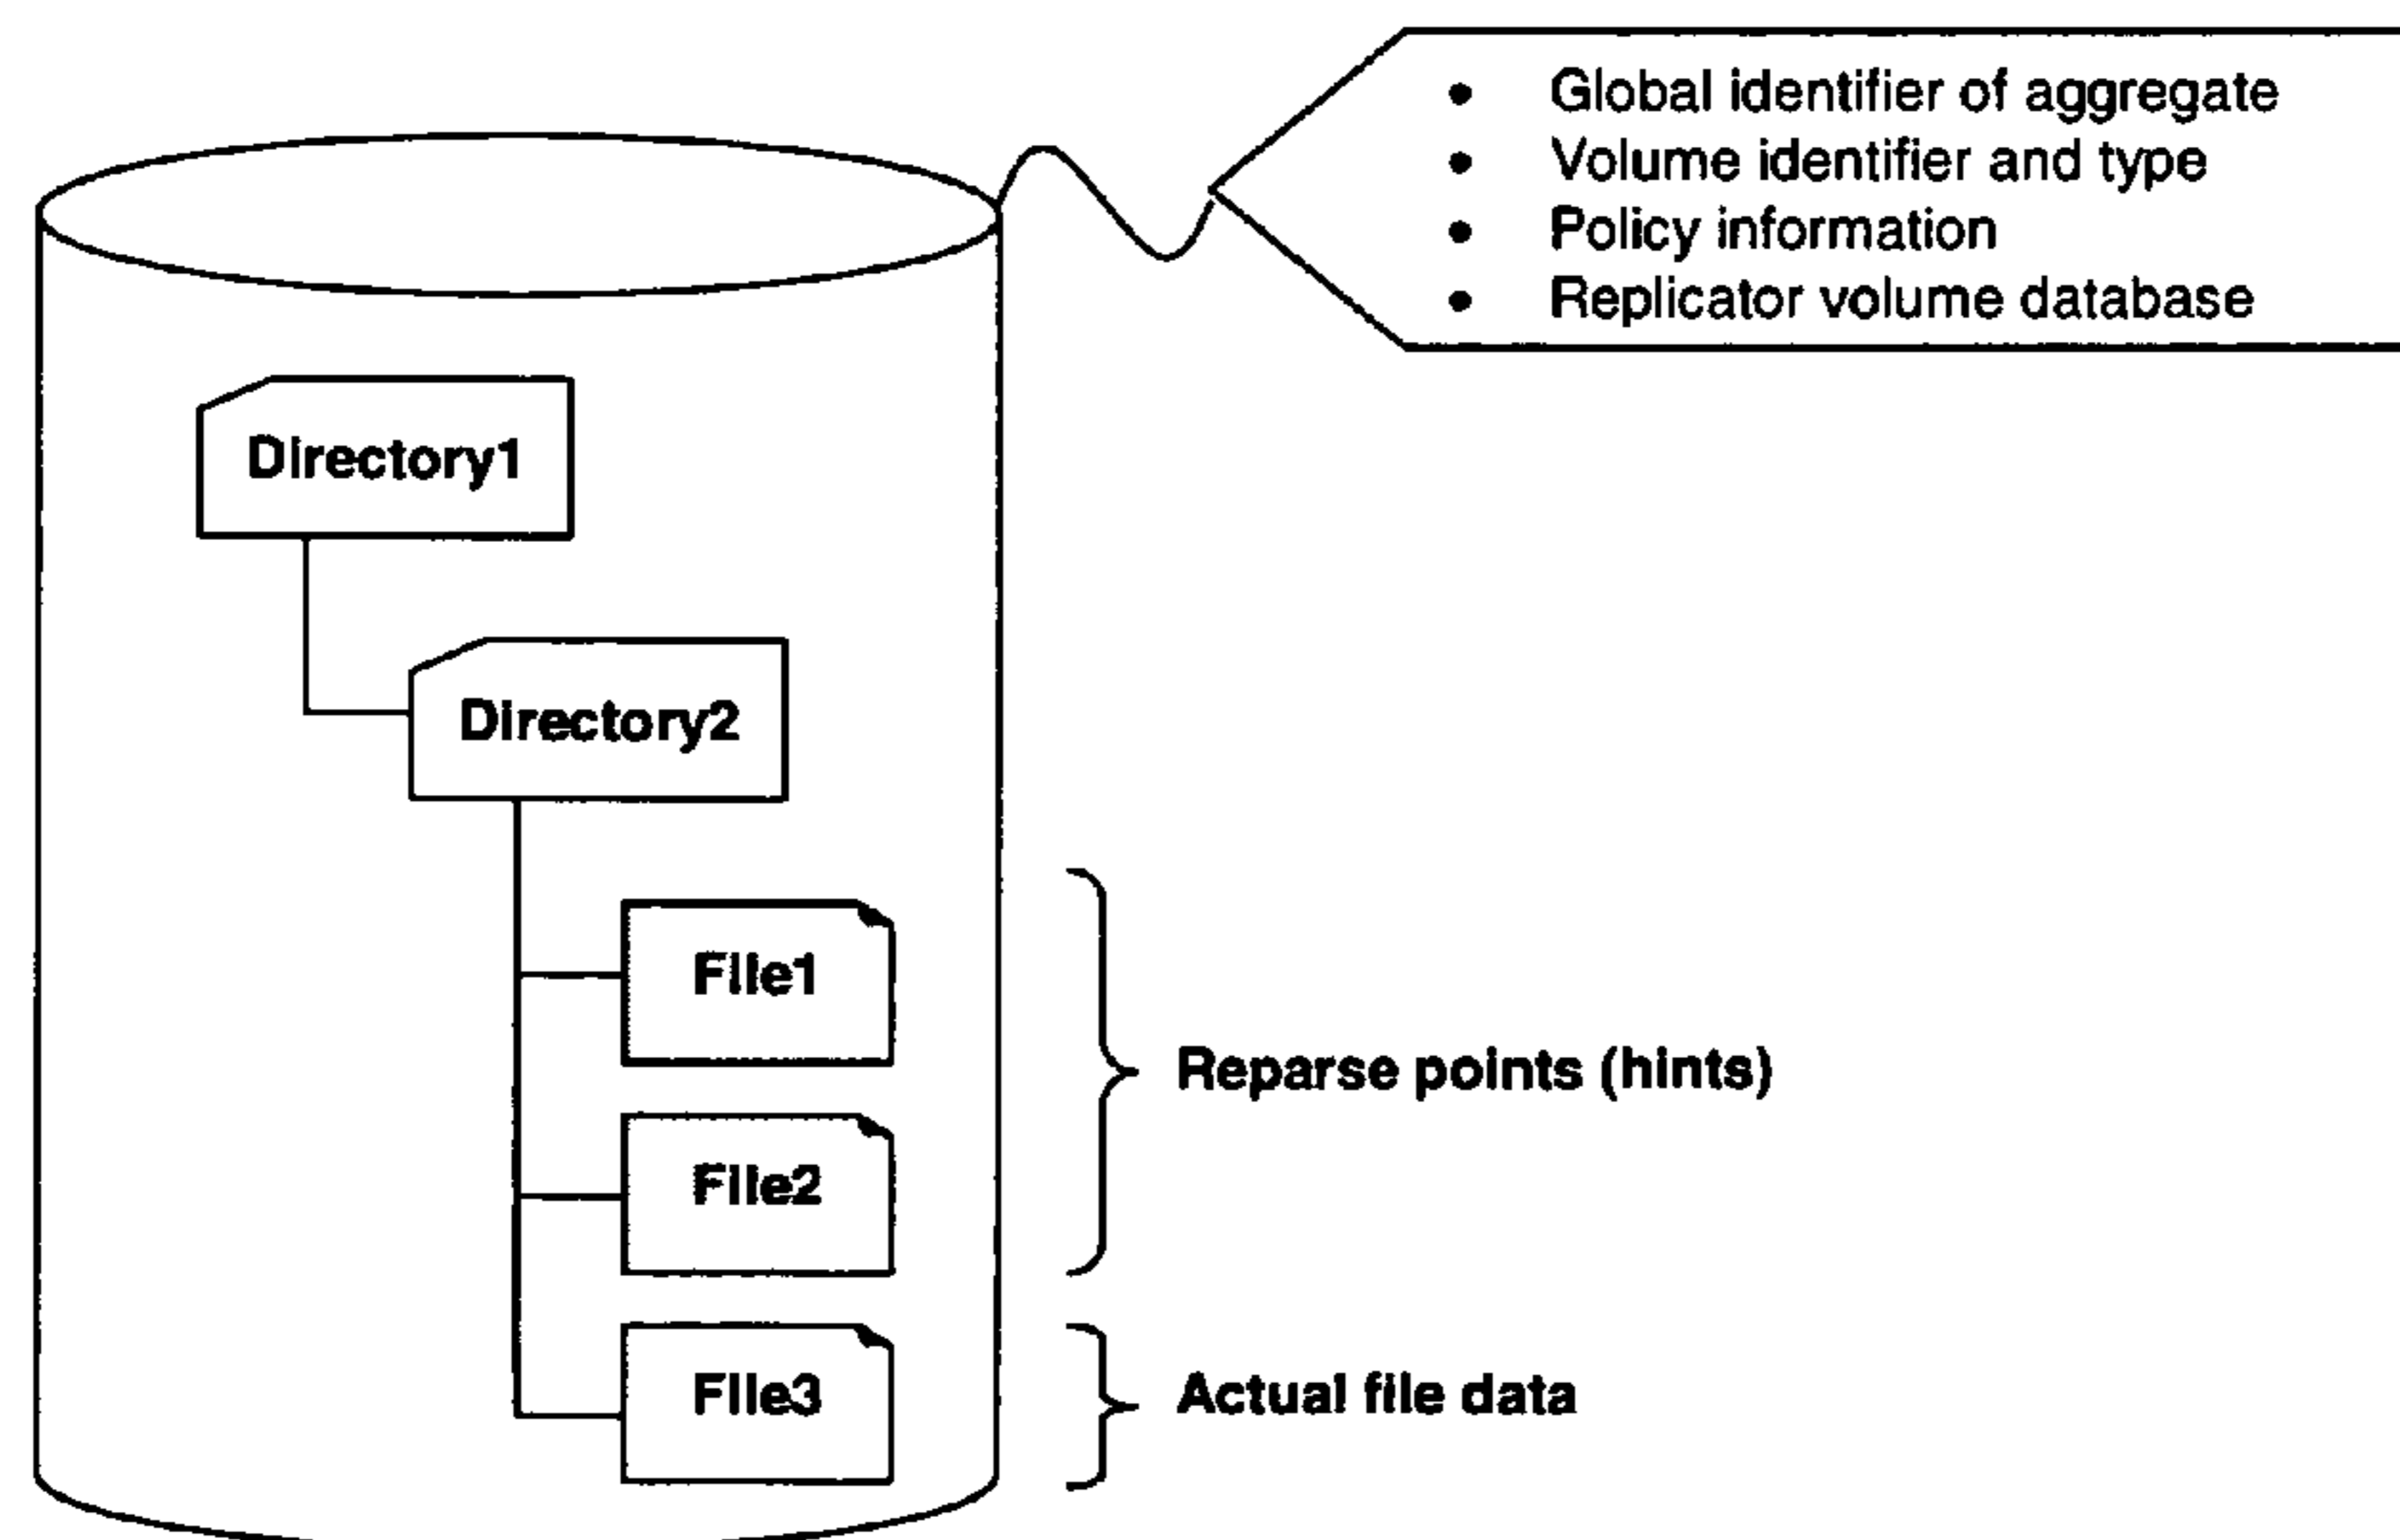 • Global identifier of aggregate
• Volume identifier and type
• Policy information
• Replicator volume database
Directory1
Directory2
File1
File2
Reparse points (hints)
File3
Actual file data